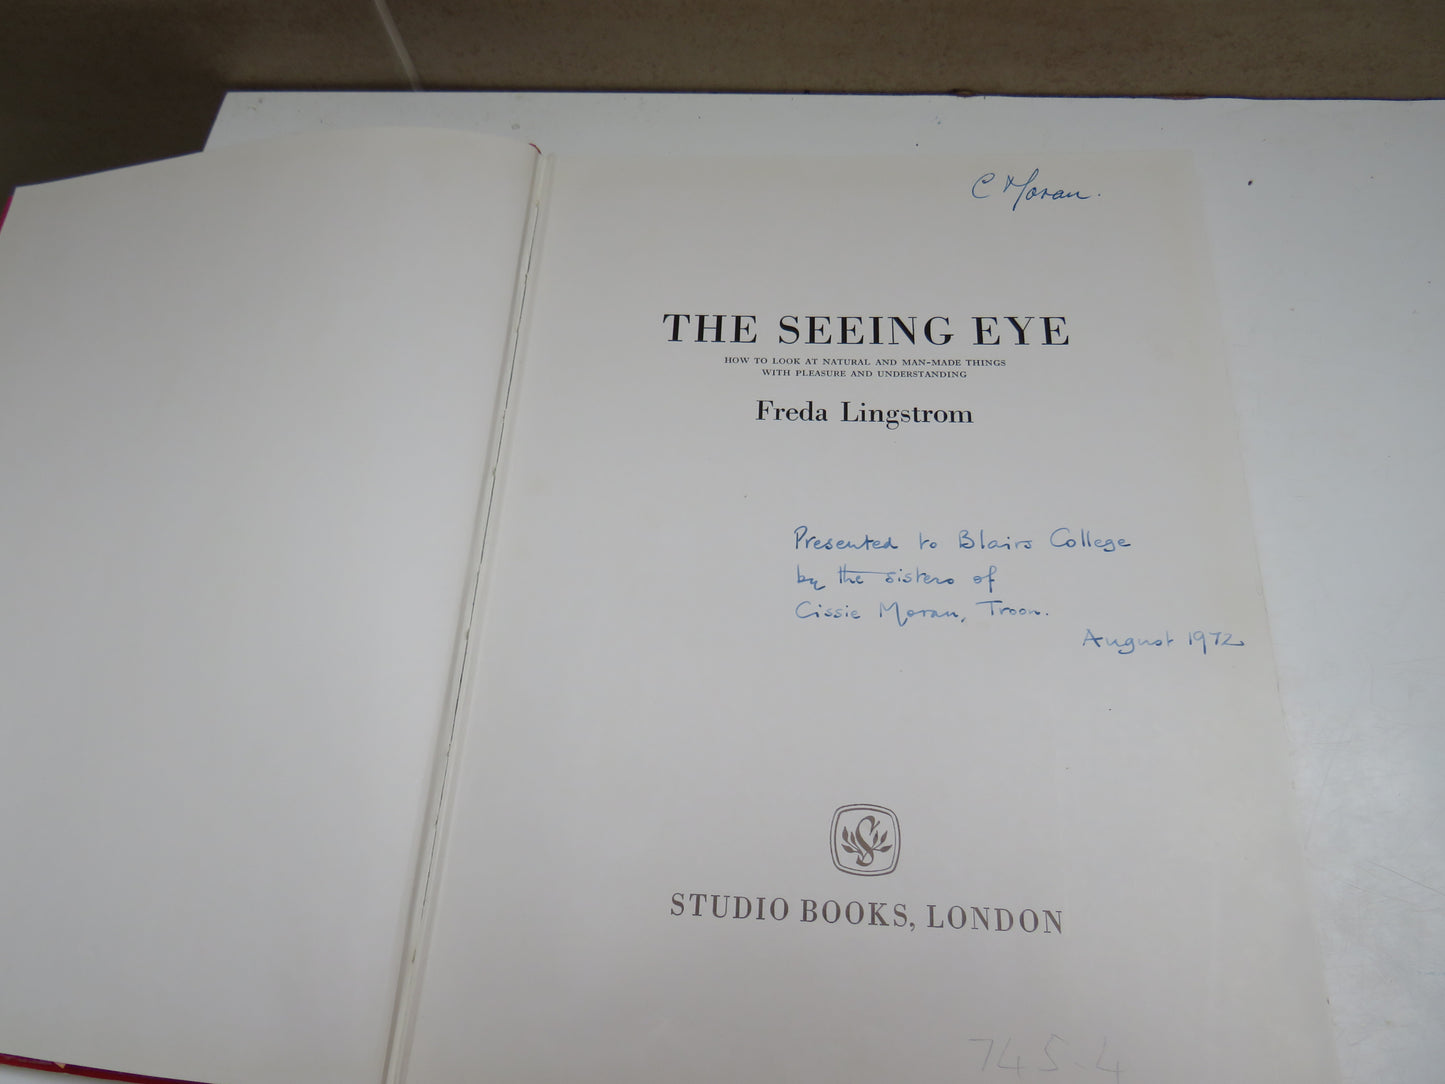 C Moran.
THE SEEING EYE
HOW TO LOOK AT NATURAL AND MAN-MADE THINGS
WITH PLEASURE AND UNDERSTANDING
Freda Lingstrom
Presented to Blairs College
by the sisters of
Cissie Moran, Troon.
August 1972
STUDIO BOOKS, LONDON
745.4